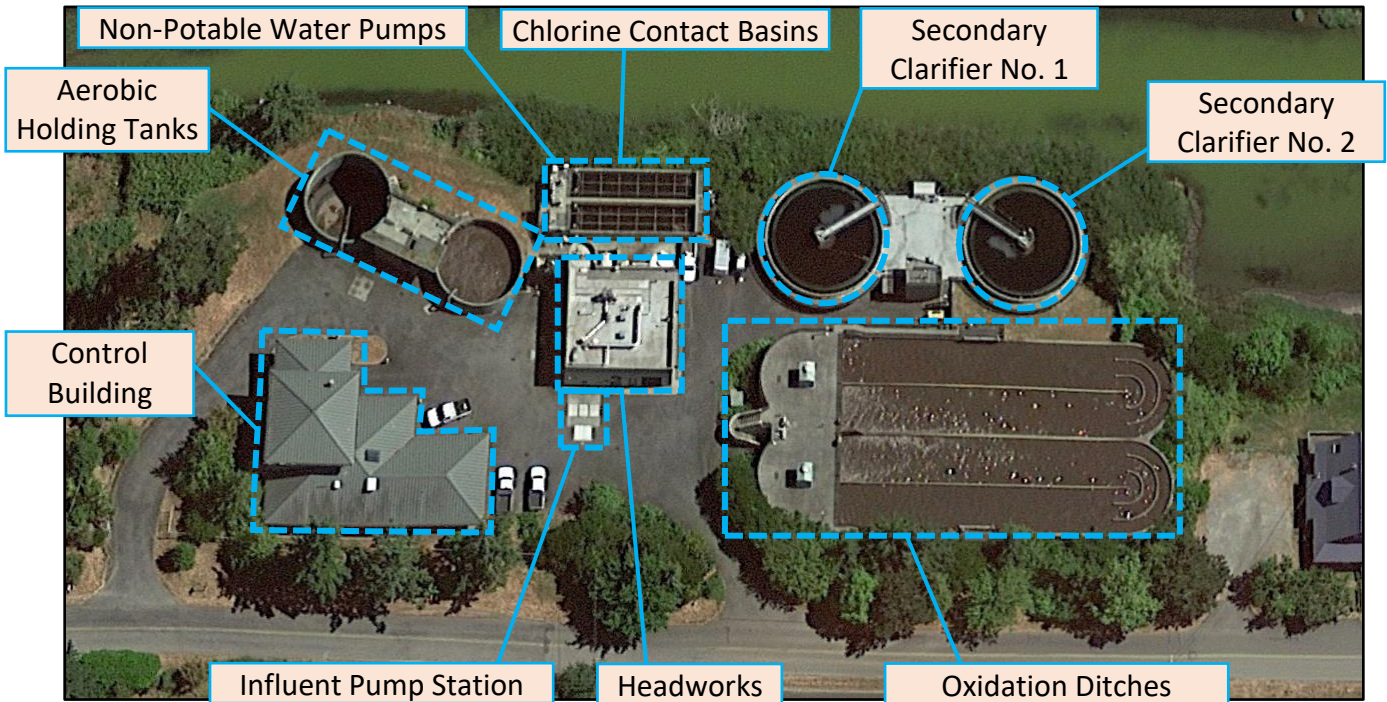 Non-Potable Water Pumps
Chlorine Contact Basins
Secondary
Clarifier No. 1
Aerobic
Holding Tanks
Secondary
Clarifier No. 2
Control
Building
Influent Pump Station
Headworks
Oxidation Ditches